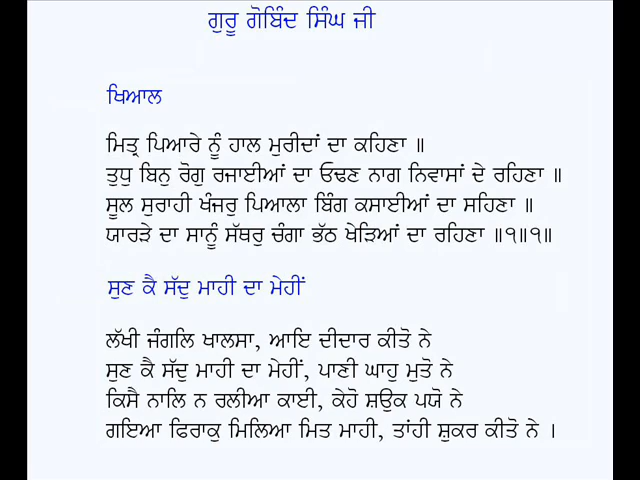 ਗੁਰੂ ਗੋਬਿੰਦ ਸਿੰਘ ਜੀ
ਖਿਆਲ
ਮਿਤ੍ਰ ਪਿਆਰੇ ਨੂੰ ਹਾਲ ਮੁਰੀਦਾਂ ਦਾ ਕਹਿਣਾ ॥
ਤੁਧੁ ਬਿਨੁ ਰੋਗੁ ਰਜਾਈਆਂ ਦਾ ਓਢਣ ਨਾਗ ਨਿਵਾਸਾਂ ਦੇ ਰਹਿਣਾ ॥
ਸੂਲ ਸੁਰਾਹੀ ਖੰਜਰੁ ਪਿਆਲਾ ਬਿੰਗ ਕਸਾਈਆਂ ਦਾ ਸਹਿਣਾ ॥
ਯਾਰੜੇ ਦਾ ਸਾਨੂੰ ਸੱਥਰੁ ਚੰਗਾ ਭੱਠ ਖੇੜਿਆਂ ਦਾ ਰਹਿਣਾ ॥੧॥੧॥
ਸੁਣ ਕੈ ਸੱਦੁ ਮਾਹੀ ਦਾ ਮੇਹੀਂ
ਲੱਖੀ ਜੰਗਲਿ ਖਾਲਸਾ, ਆਇ ਦੀਦਾਰ ਕੀਤੋ ਨੇ
ਸੁਣ ਕੈ ਸੱਦੁ ਮਾਹੀ ਦਾ ਮੇਹੀਂ, ਪਾਣੀ ਘਾਹੁ ਮੁਤੋ ਨੇ
ਕਿਸੈ ਨਾਲਿ ਨ ਰਲੀਆ ਕਾਈ, ਕੇਹੋ ਸ਼ਉਕ ਪਯੋ ਨੇ
ਗਇਆ ਫਿਰਾਕੁ ਮਿਲਿਆ ਮਿਤ ਮਾਹੀ, ਤਾਂਹੀ ਸ਼ੁਕਰ ਕੀਤੋ ਨੇ ।